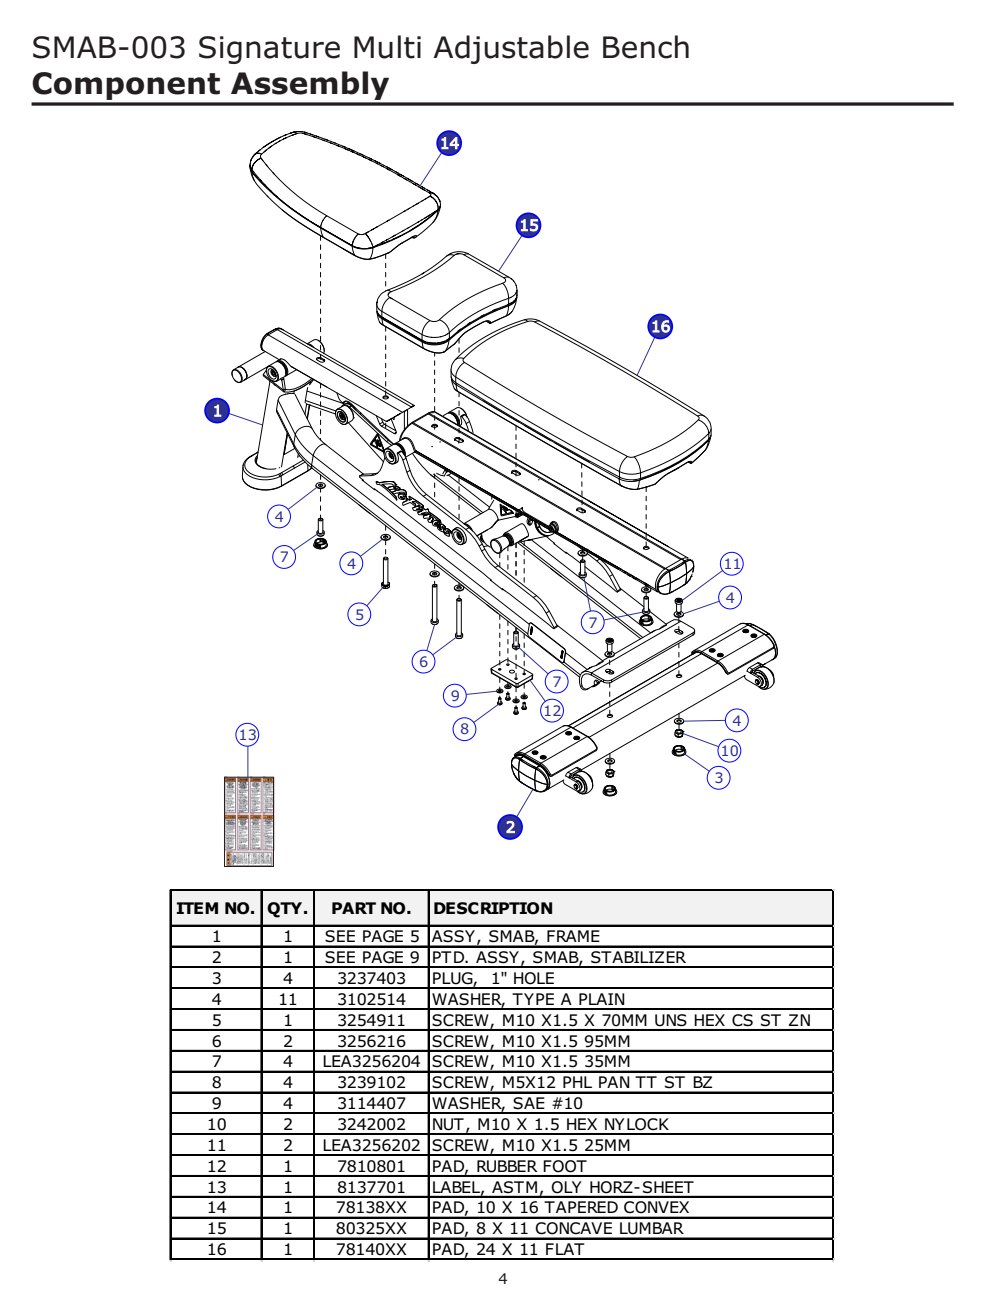 SMAB-003 Signature Multi Adjustable Bench
Component Assembly
14
15
16
1
4
7
4
5
6
7
11
4
7
9
12
8
4
10
3
13
2
LifeFitness
ITEM NO. QTY. PART NO. DESCRIPTION
1 1 SEE PAGE 5 ASSY, SMAB, FRAME
2 1 SEE PAGE 9 PTD. ASSY, SMAB, STABILIZER
3 4 3237403 PLUG, 1" HOLE
4 11 3102514 WASHER, TYPE A PLAIN
5 1 3254911 SCREW, M10 X1.5 X 70MM UNS HEX CS ST ZN
6 2 3256216 SCREW, M10 X1.5 95MM
7 4 LEA3256204 SCREW, M10 X1.5 35MM
8 4 3239102 SCREW, M5X12 PHL PAN TT ST BZ
9 4 3114407 WASHER, SAE #10
10 2 3242002 NUT, M10 X 1.5 HEX NYLOCK
11 2 LEA3256202 SCREW, M10 X1.5 25MM
12 1 7810801 PAD, RUBBER FOOT
13 1 8137701 LABEL, ASTM, OLY HORZ-SHEET
14 1 78138XX PAD, 10 X 16 TAPERED CONVEX
15 1 80325XX PAD, 8 X 11 CONCAVE LUMBAR
16 1 78140XX PAD, 24 X 11 FLAT
4